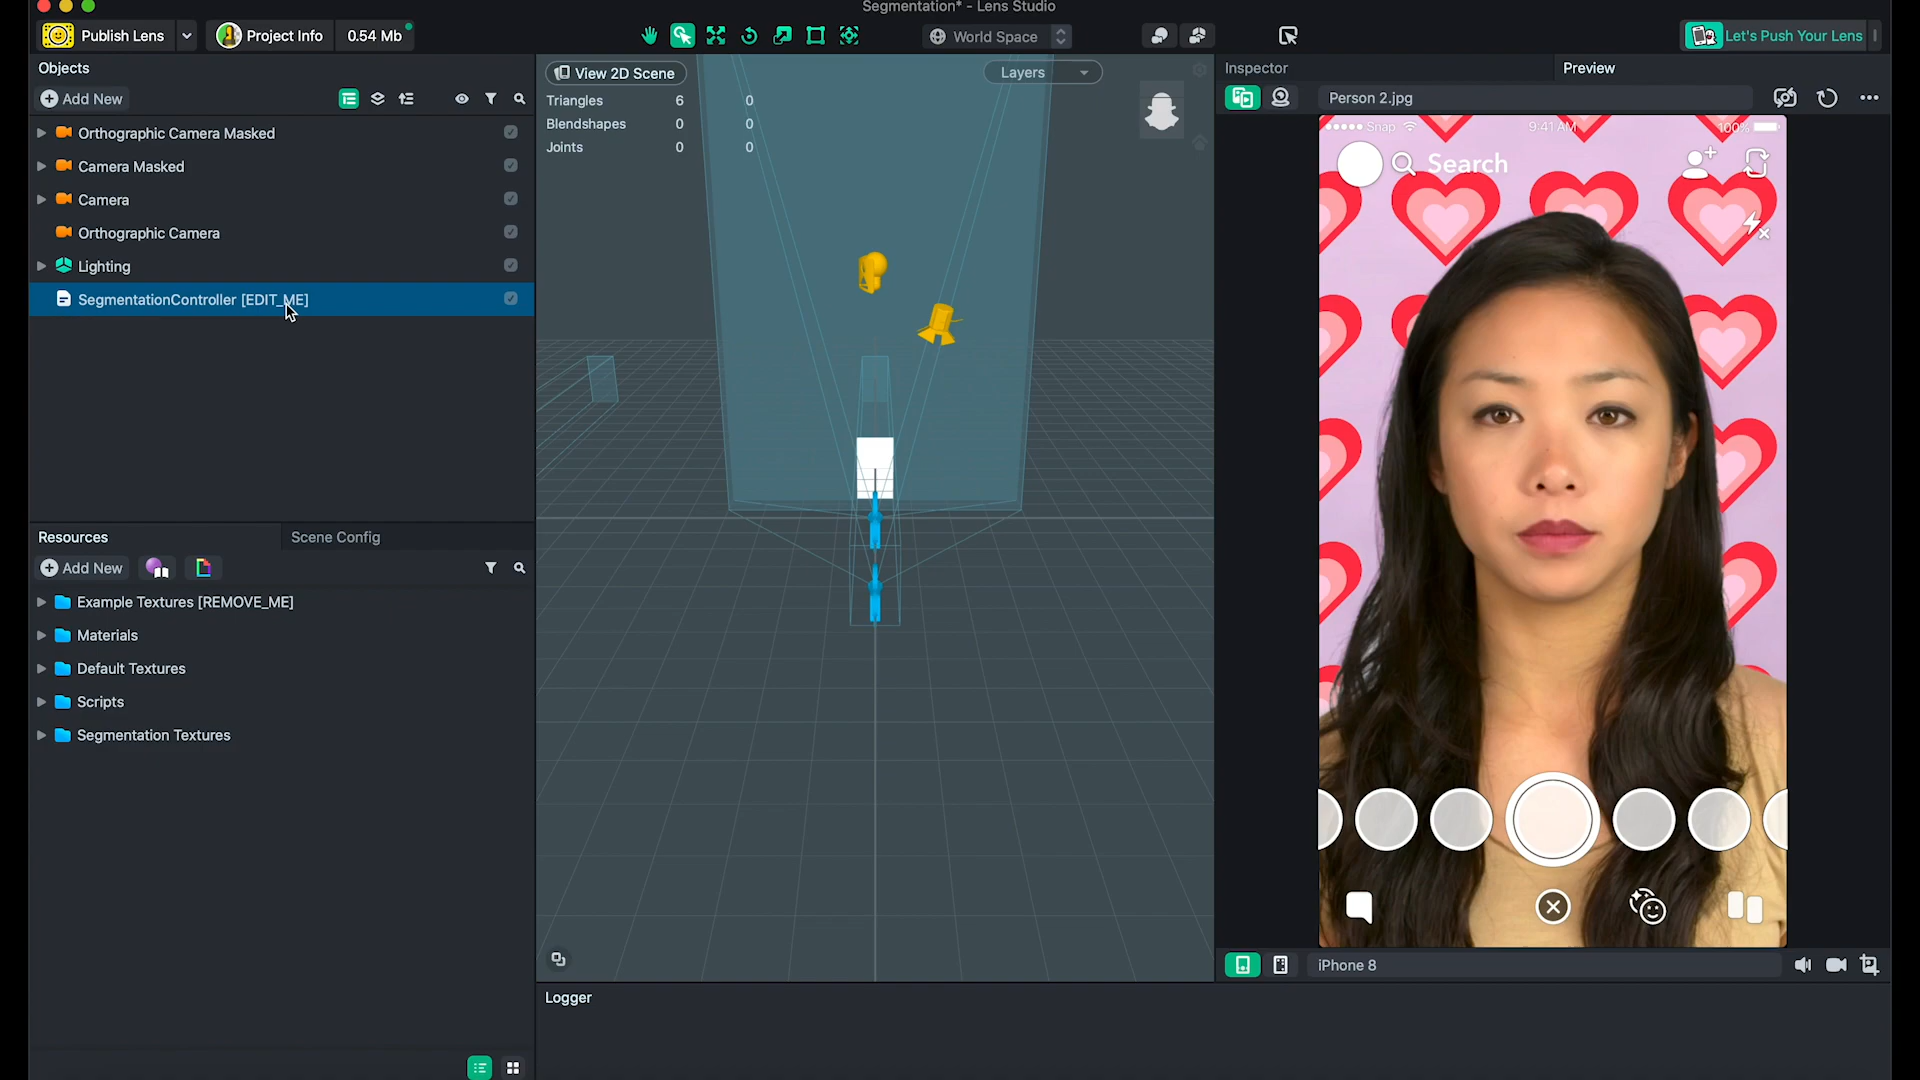 Segmentation* - Lens Studio
Publish Lens
Project Info
0.54 Mb
World Space
Let's Push Your Lens
Objects
Add New
Orthographic Camera Masked
Camera Masked
Camera
Orthographic Camera
Lighting
SegmentationController [EDIT_ME]
Resources
Scene Config
Add New
Example Textures [REMOVE_ME]
Materials
Default Textures
Scripts
Segmentation Textures
View 2D Scene
Layers
Triangles 6 0
Blendshapes 0 0
Joints 0 0
Logger
Inspector
Preview
Person 2.jpg
Snap 9:41 AM 100%
Search
iPhone 8